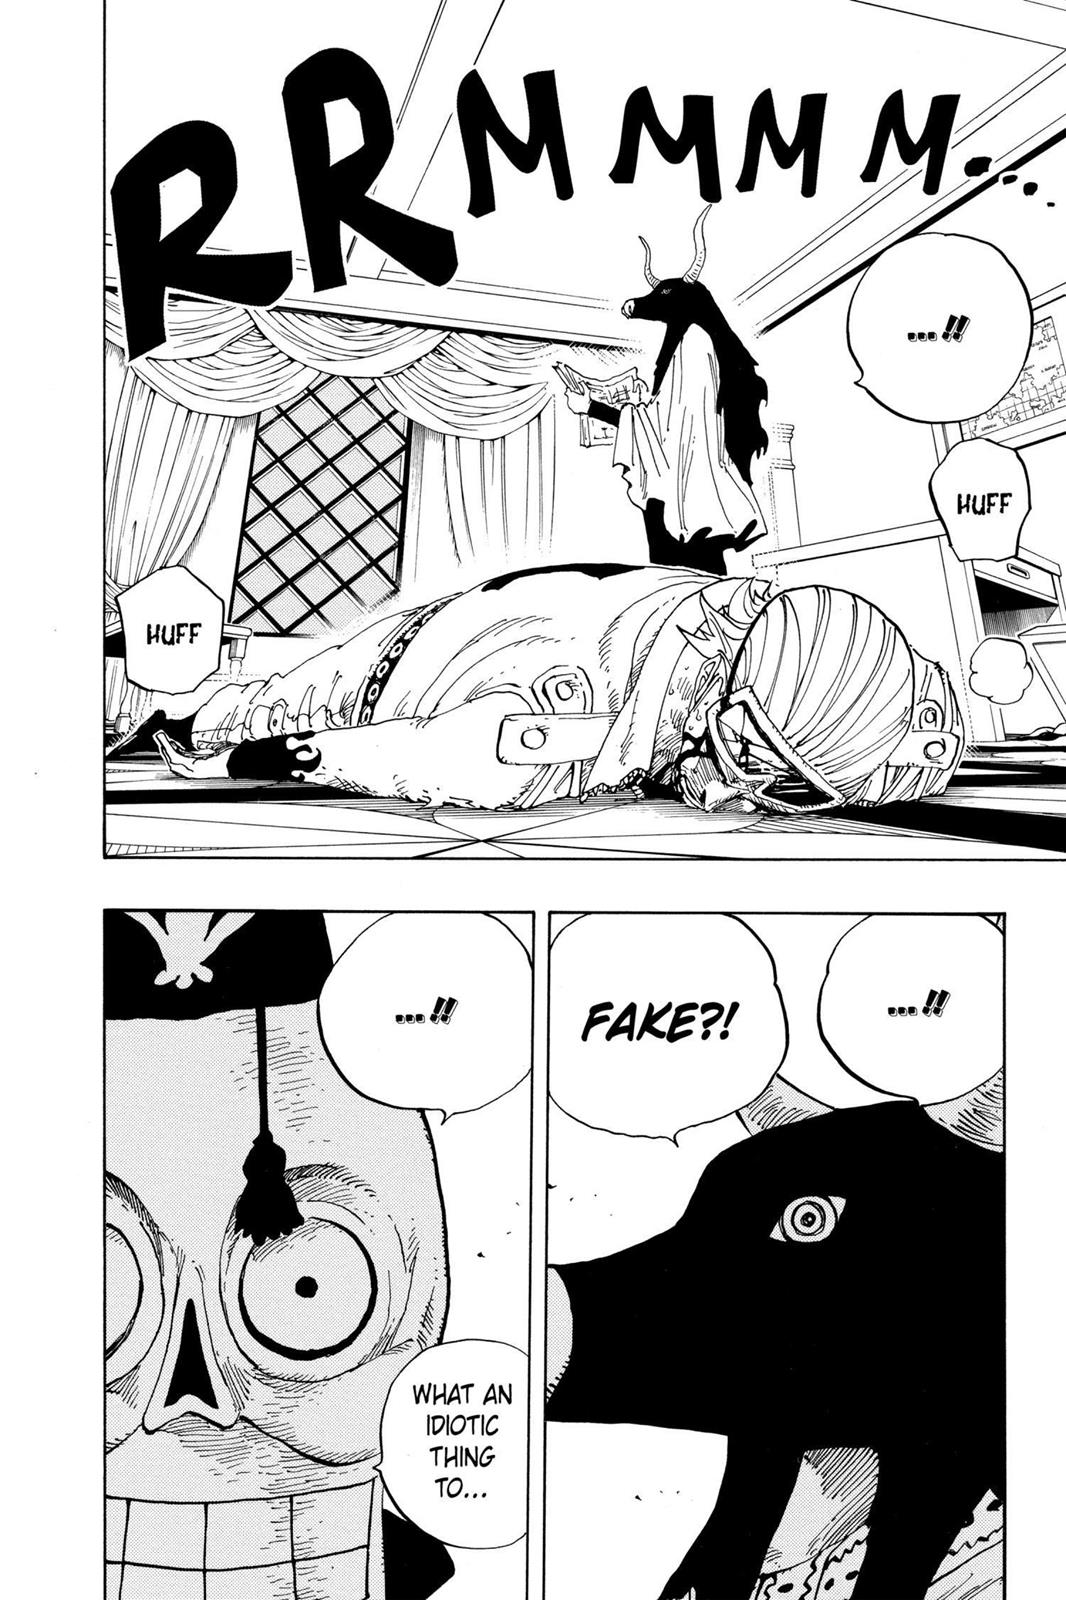 RRMMMM...
...!!
HUFF
HUFF
...!!
FAKE?!
...!!
WHAT AN
IDIOTIC
THING
TO...